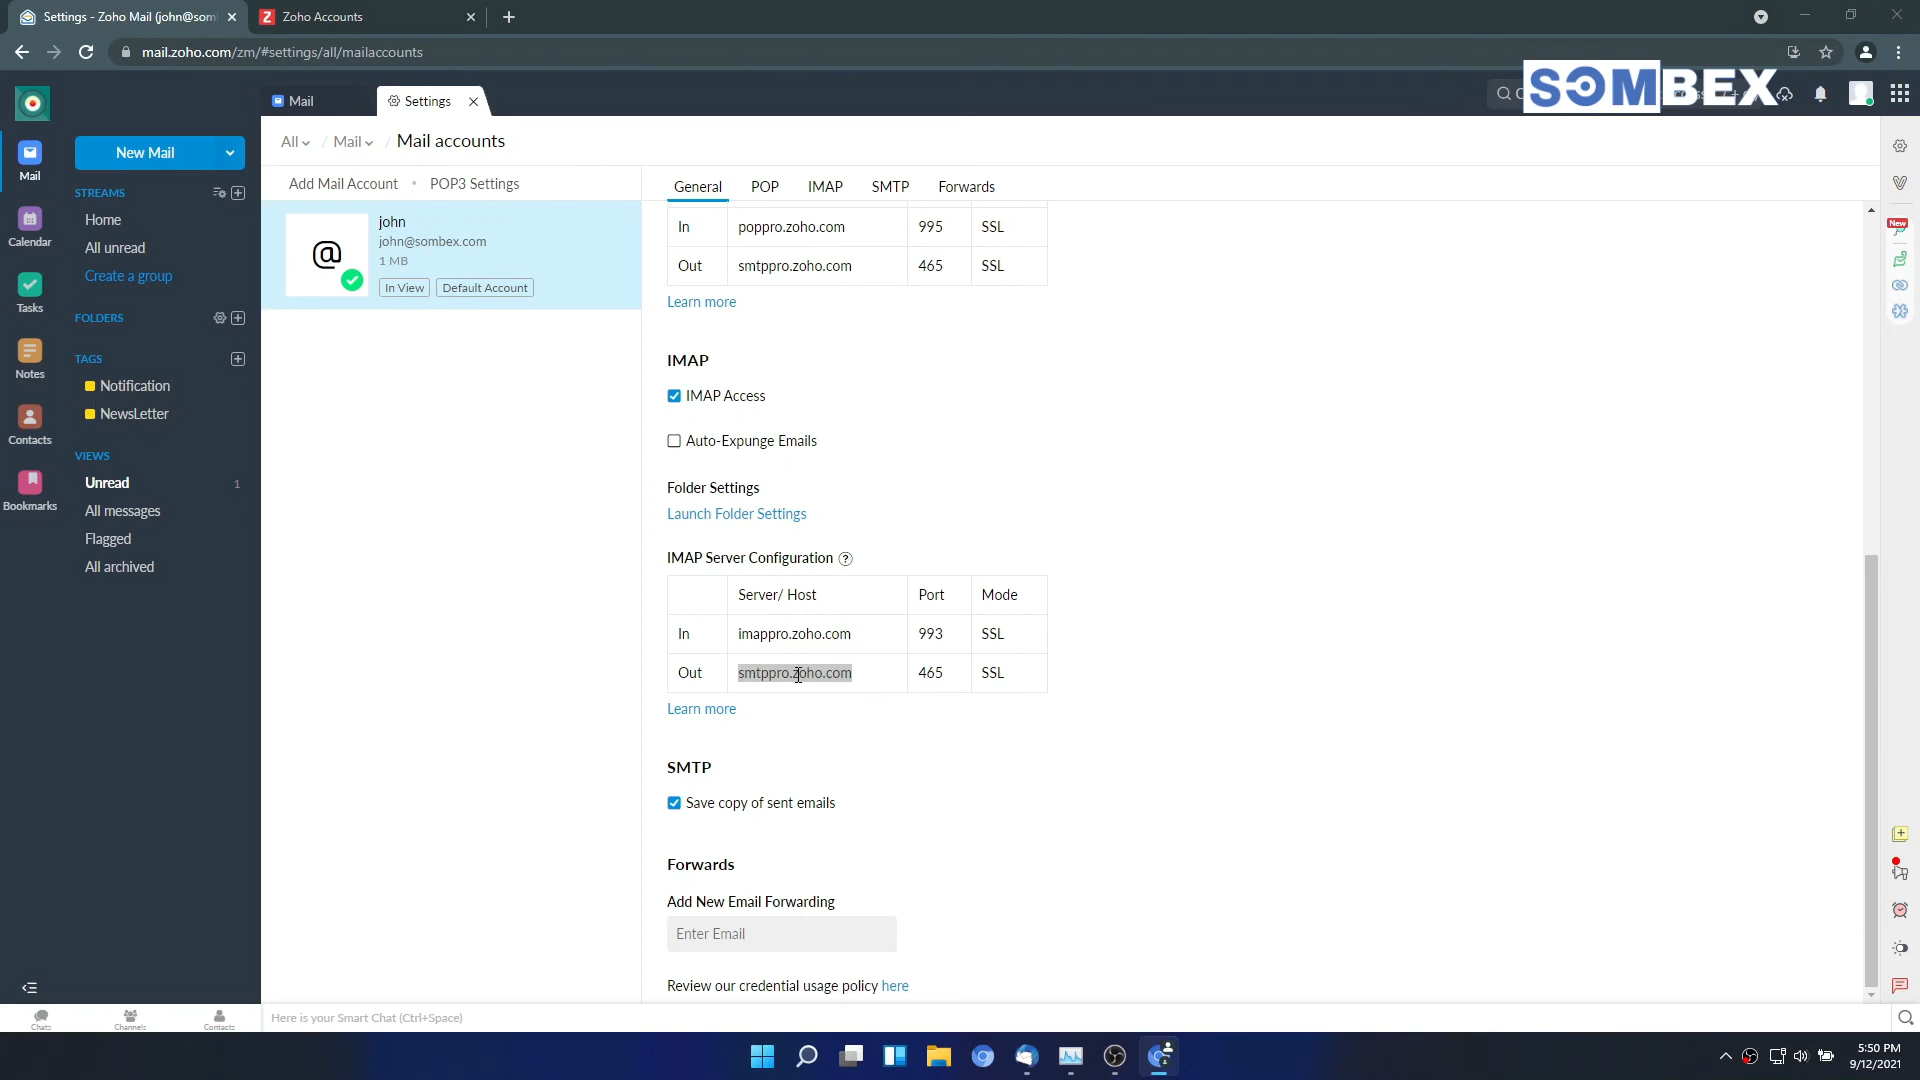 Settings - Zoho Mail (john@som
Zoho Accounts
mail.zoho.com/zm/#settings/all/mailaccounts
Mail
Settings
SOMBEX
All / Mail / Mail accounts
New Mail
Add Mail Account • POP3 Settings
General POP IMAP SMTP Forwards
Mail
Calendar
Tasks
Notes
Contacts
Bookmarks
STREAMS
Home
All unread
Create a group
FOLDERS
TAGS
Notification
NewsLetter
VIEWS
Unread 1
All messages
Flagged
All archived
@
john
john@sombex.com
1 MB
In View Default Account
In poppro.zoho.com 995 SSL
Out smtppro.zoho.com 465 SSL
Learn more
IMAP
IMAP Access
Auto-Expunge Emails
Folder Settings
Launch Folder Settings
IMAP Server Configuration ?
Server/ Host Port Mode
In imappro.zoho.com 993 SSL
Out smtppro.zoho.com 465 SSL
Learn more
SMTP
Save copy of sent emails
Forwards
Add New Email Forwarding
Enter Email
Review our credential usage policy here
New
Chats
Channels
Contacts
Here is your Smart Chat (Ctrl+Space)
5:50 PM
9/12/2021